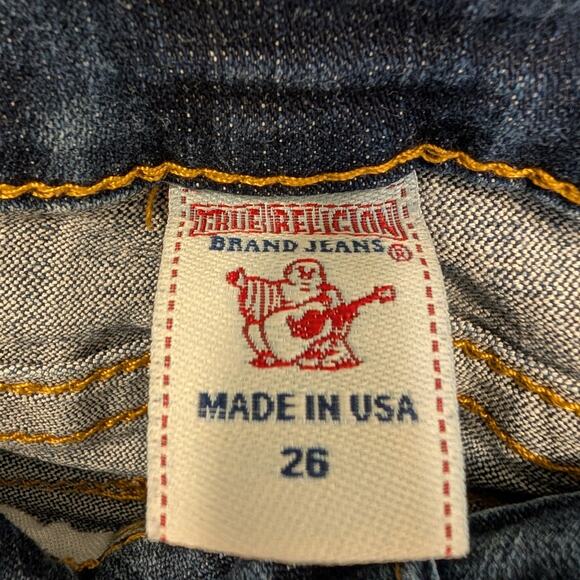 TRUE RELIGION
BRAND JEANS®
MADE IN USA
26